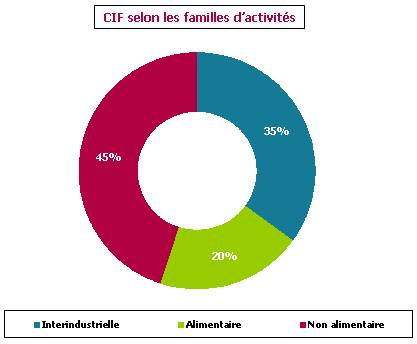 CIF selon les familles d'activités
35%
45%
20%
Interindustrielle Alimentaire Non alimentaire